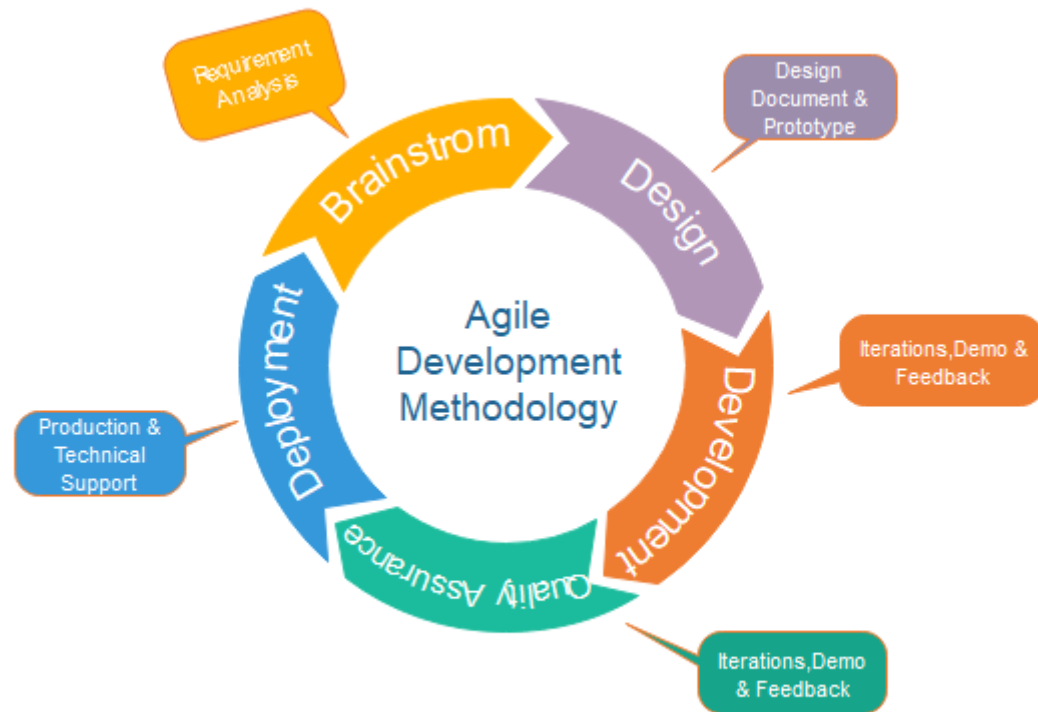 Requirement
Analysis
Brainstrom
Design
Document &
Prototype
Design
Iterations,Demo &
Feedback
Development
Agile
Development
Methodology
Production &
Technical
Support
Deployment
Quality Assurance
Iterations,Demo
& Feedback